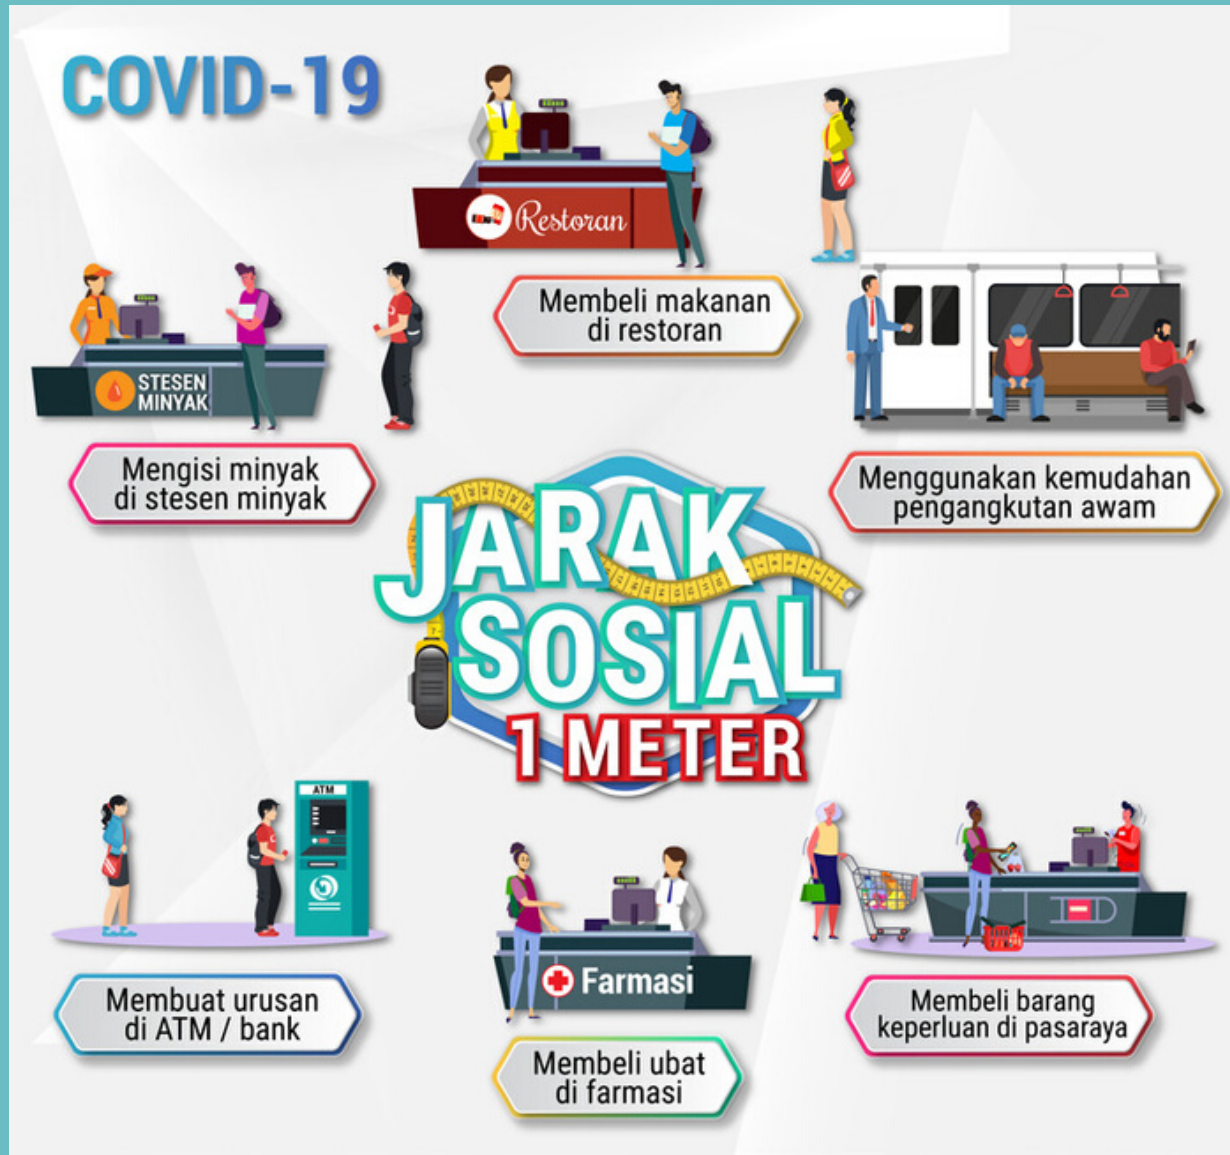 COVID-19
Restoran
Membeli makanan
di restoran
STESEN
MINYAK
Mengisi minyak
di stesen minyak
Menggunakan kemudahan
pengangkutan awam
JARAK
SOSIAL
1 METER
ATM
Membuat urusan
di ATM / bank
Farmasi
Membeli ubat
di farmasi
Membeli barang
keperluan di pasaraya